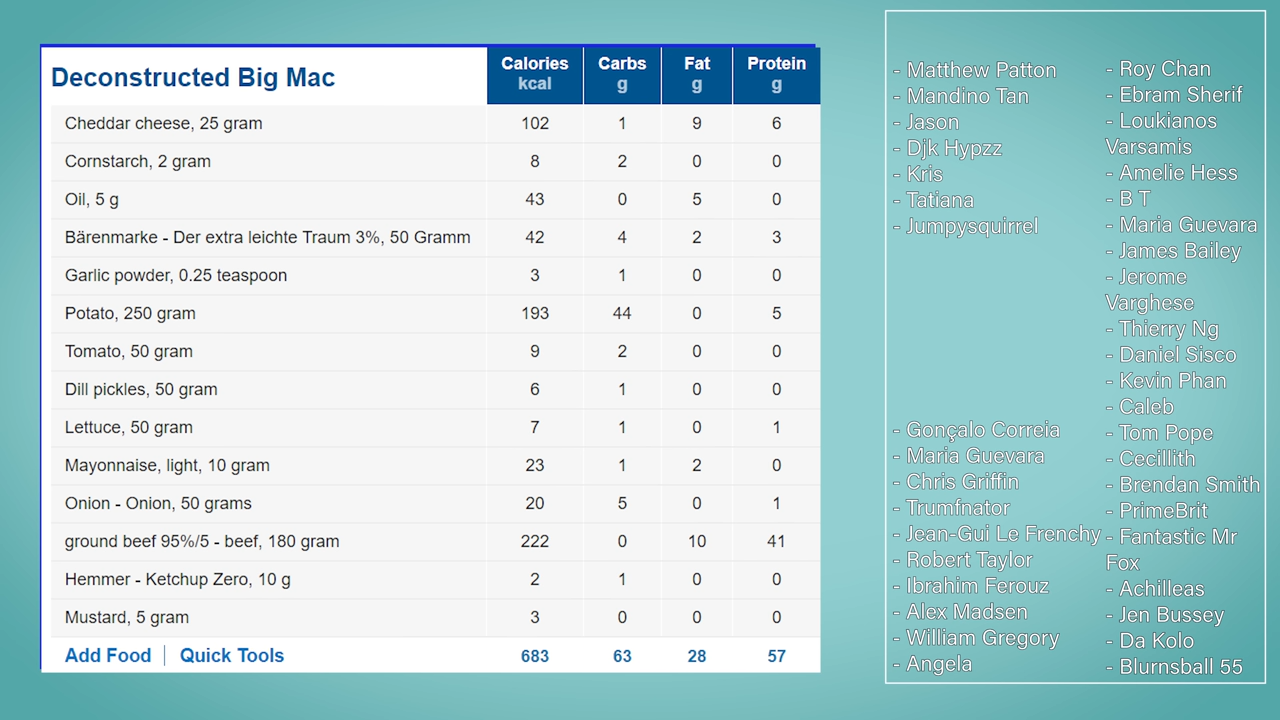 Deconstructed Big Mac Calories kcal Carbs g Fat g Protein g
Cheddar cheese, 25 gram 102 1 9 6
Cornstarch, 2 gram 8 2 0 0
Oil, 5 g 43 0 5 0
Bärenmarke - Der extra leichte Traum 3%, 50 Gramm 42 4 2 3
Garlic powder, 0.25 teaspoon 3 1 0 0
Potato, 250 gram 193 44 0 5
Tomato, 50 gram 9 2 0 0
Dill pickles, 50 gram 6 1 0 0
Lettuce, 50 gram 7 1 0 1
Mayonnaise, light, 10 gram 23 1 2 0
Onion - Onion, 50 grams 20 5 0 1
ground beef 95%/5 - beef, 180 gram 222 0 10 41
Hemmer - Ketchup Zero, 10 g 2 1 0 0
Mustard, 5 gram 3 0 0 0
Add Food | Quick Tools 683 63 28 57
- Matthew Patton
- Mandino Tan
- Jason
- Djk Hypzz
- Kris
- Tatiana
- Jumpysquirrel
- Gonçalo Correia
- Maria Guevara
- Chris Griffin
- Trumfnator
- Jean-Gui Le Frenchy
- Robert Taylor
- Ibrahim Ferouz
- Alex Madsen
- William Gregory
- Angela
- Roy Chan
- Ebram Sherif
- Loukianos
Varsamis
- Amelie Hess
- B T
- Maria Guevara
- James Bailey
- Jerome
Varghese
- Thierry Ng
- Daniel Sisco
- Kevin Phan
- Caleb
- Tom Pope
- Cecillith
- Brendan Smith
- PrimeBrit
- Fantastic Mr
Fox
- Achilleas
- Jen Bussey
- Da Kolo
- Blurnsball 55